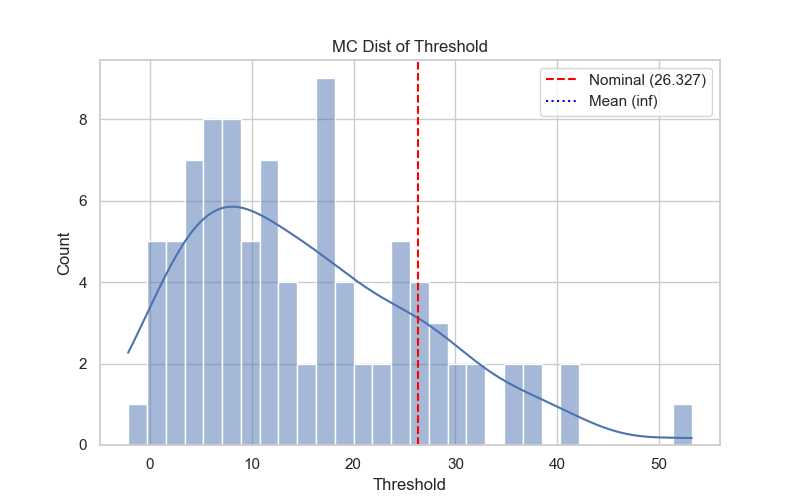 MC Dist of Threshold
Nominal (26.327)
Mean (inf)
Count
8
6
4
2
0
0 10 20 30 40 50
Threshold